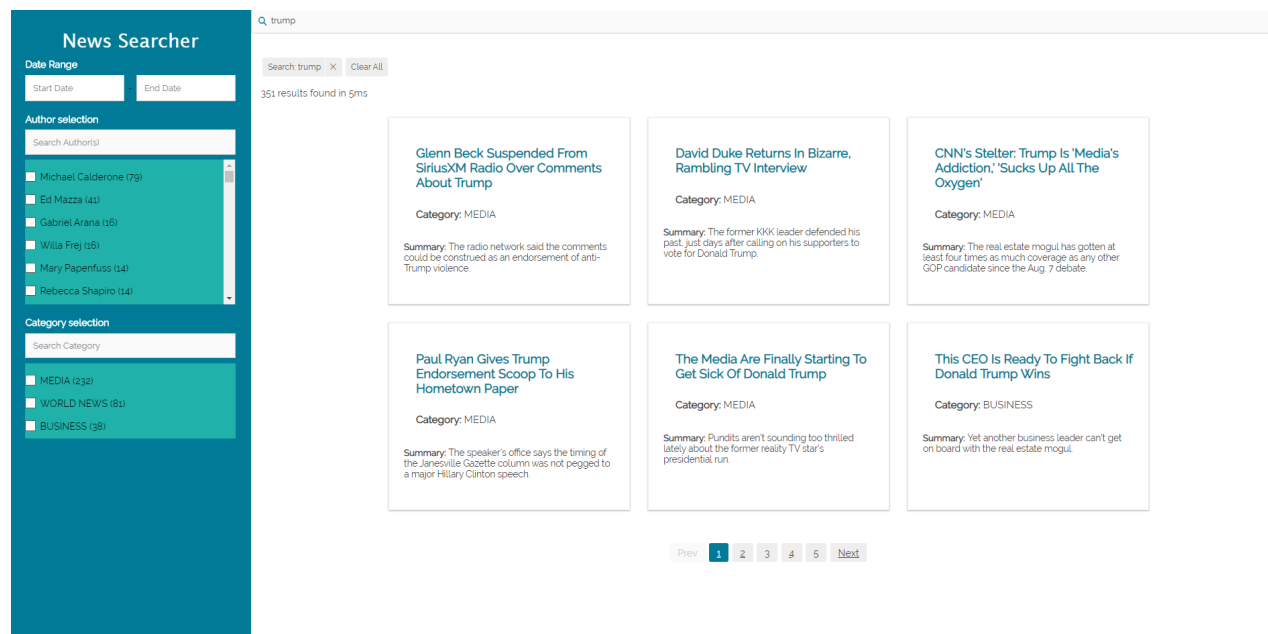 News Searcher
Date Range
Start Date - End Date
Author selection
Search Author(s)
Michael Calderone (79)
Ed Mazza (41)
Gabriel Arana (16)
Willa Frej (16)
Mary Papenfuss (14)
Rebecca Shapiro (14)
Category selection
Search Category
MEDIA (232)
WORLD NEWS (81)
BUSINESS (38)
trump
Search: trump × Clear All
351 results found in 5ms
Glenn Beck Suspended From
SiriusXM Radio Over Comments
About Trump
Category: MEDIA
Summary: The radio network said the comments
could be construed as an endorsement of anti-
Trump violence.
David Duke Returns In Bizarre,
Rambling TV Interview
Category: MEDIA
Summary: The former KKK leader defended his
past, just days after calling on his supporters to
vote for Donald Trump.
CNN's Stelter: Trump Is 'Media's
Addiction,' 'Sucks Up All The
Oxygen'
Category: MEDIA
Summary: The real estate mogul has gotten at
least four times as much coverage as any other
GOP candidate since the Aug. 7 debate.
Paul Ryan Gives Trump
Endorsement Scoop To His
Hometown Paper
Category: MEDIA
Summary: The speaker's office says the timing of
the Janesville Gazette column was not pegged to
a major Hillary Clinton speech.
The Media Are Finally Starting To
Get Sick Of Donald Trump
Category: MEDIA
Summary: Pundits aren't sounding too thrilled
lately about the former reality TV star's
presidential run.
This CEO Is Ready To Fight Back If
Donald Trump Wins
Category: BUSINESS
Summary: Yet another business leader can't get
on board with the real estate mogul.
Prev 1 2 3 4 5 Next